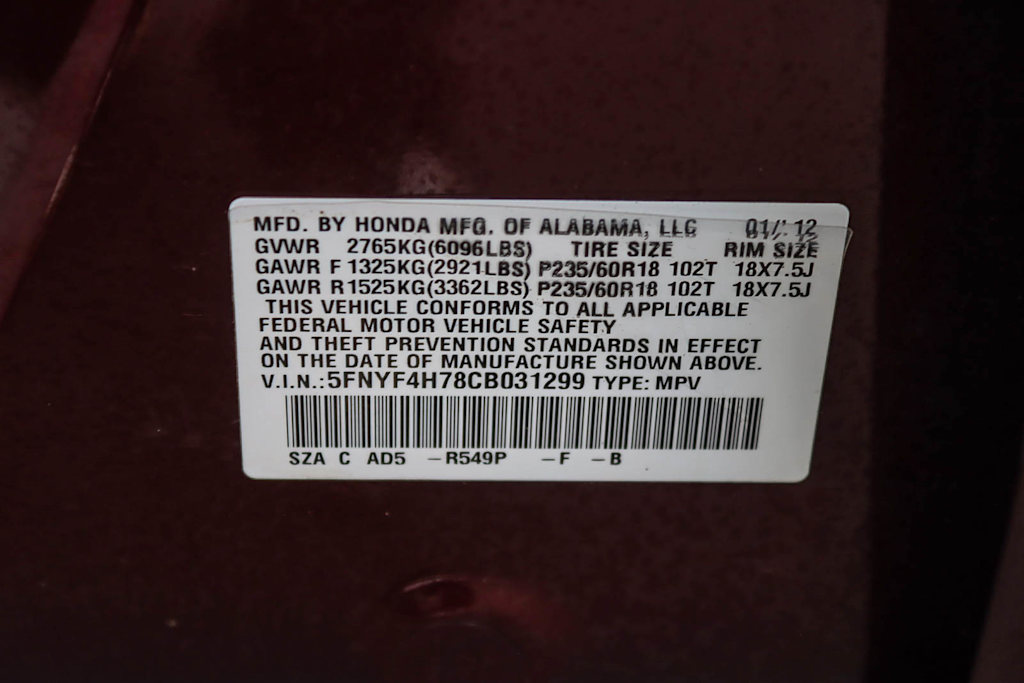 MFD. BY HONDA MFG. OF ALABAMA, LLC 01/12
GVWR 2765KG(6096LBS) TIRE SIZE RIM SIZE
GAWR F 1325KG(2921LBS) P235/60R18 102T 18X7.5J
GAWR R1525KG(3362LBS) P235/60R18 102T 18X7.5J
THIS VEHICLE CONFORMS TO ALL APPLICABLE
FEDERAL MOTOR VEHICLE SAFETY
AND THEFT PREVENTION STANDARDS IN EFFECT
ON THE DATE OF MANUFACTURE SHOWN ABOVE.
V.I.N.:5FNYF4H78CB031299 TYPE: MPV
SZA C AD5 -R549P -F -B